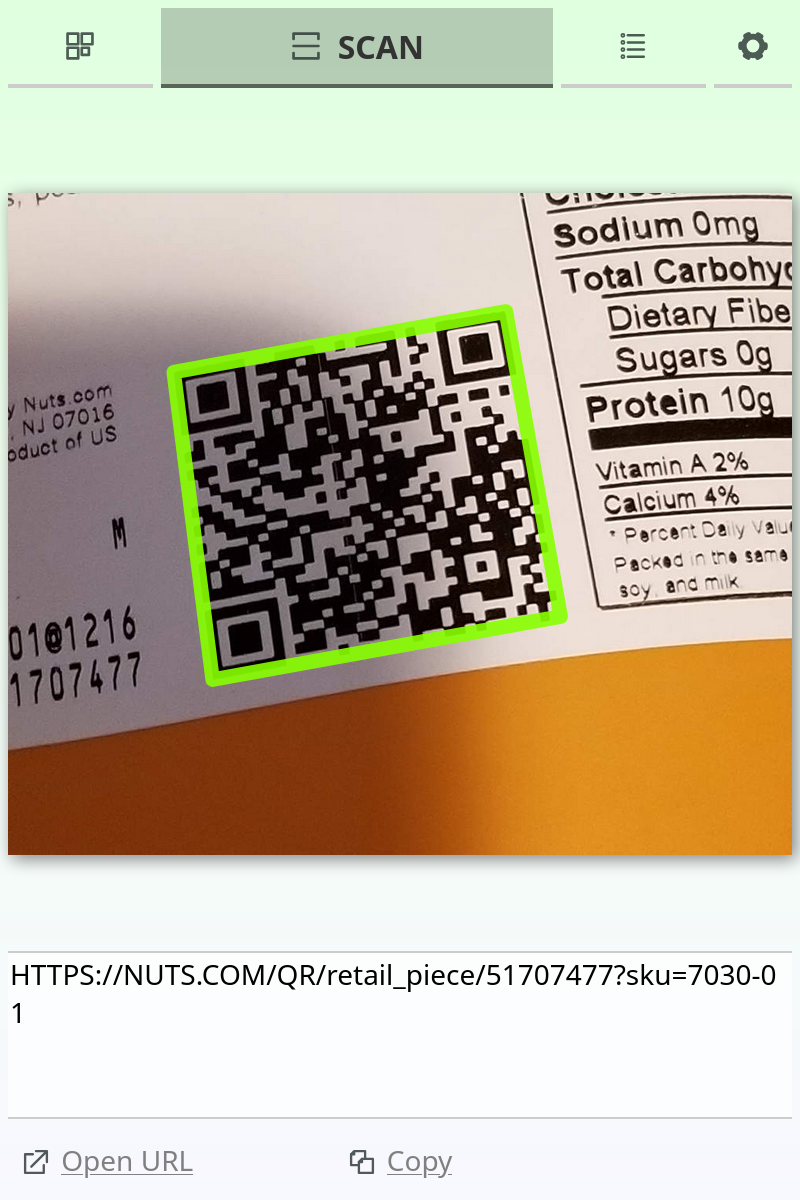 SCAN
Nuts.com
, NJ 07016
oduct of US
M
01@1216
1707477
Sodium 0mg
Total Carbohyd
Dietary Fibe
Sugars 0g
Protein 10g
Vitamin A 2%
Calcium 4%
* Percent Daily Valu
Packed in the same
soy, and milk.
HTTPS://NUTS.COM/QR/retail_piece/51707477?sku=7030-0
1
Open URL
Copy